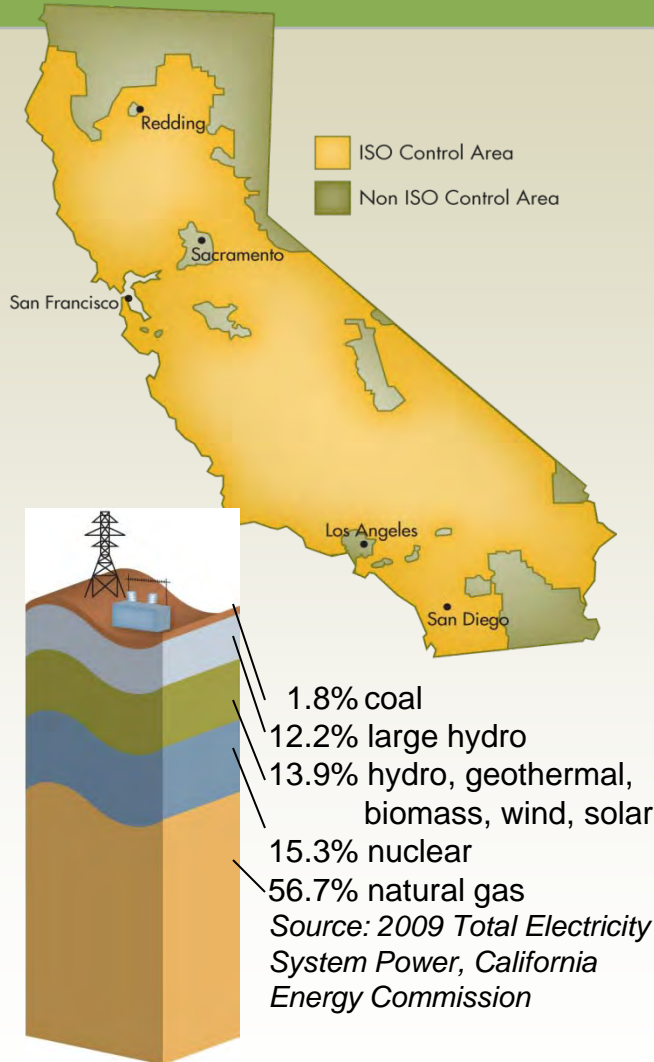 Redding
ISO Control Area
Non ISO Control Area
Sacramento
San Francisco
Los Angeles
San Diego
1.8% coal
12.2% large hydro
13.9% hydro, geothermal,
biomass, wind, solar
15.3% nuclear
56.7% natural gas
Source: 2009 Total Electricity
System Power, California
Energy Commission